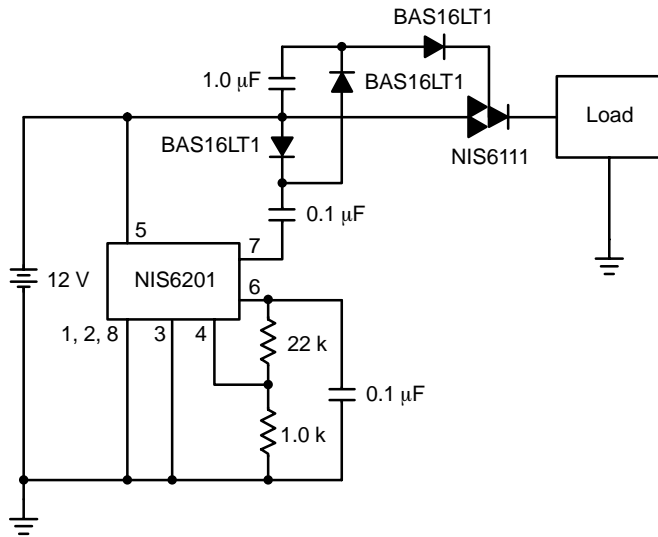 BAS16LT1
1.0 μF
BAS16LT1
Load
BAS16LT1
NIS6111
0.1 μF
5
7
12 V
NIS6201
6
1, 2, 8
3
4
22 k
0.1 μF
1.0 k